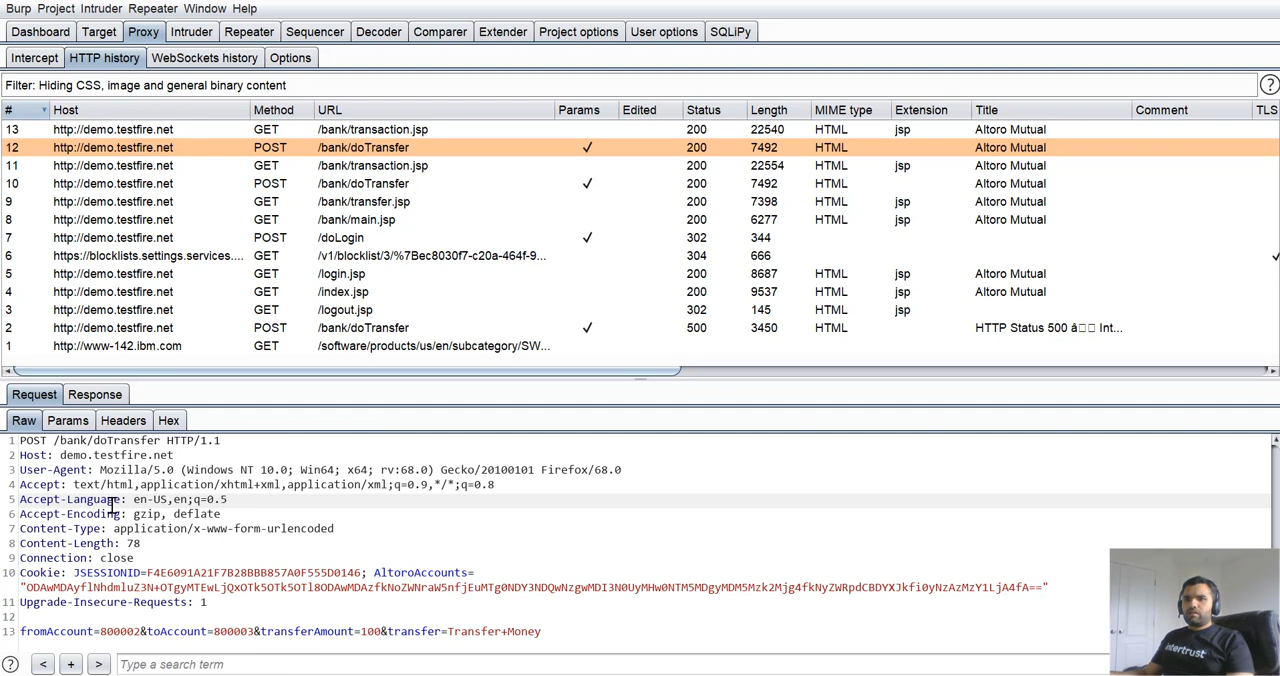 Burp Project Intruder Repeater Window Help
Dashboard Target Proxy Intruder Repeater Sequencer Decoder Comparer Extender Project options User options SQLiPy
Intercept HTTP history WebSockets history Options
Filter: Hiding CSS, image and general binary content ?
# Host Method URL Params Edited Status Length MIME type Extension Title Comment TLS
13 http://demo.testfire.net GET /bank/transaction.jsp 200 22540 HTML jsp Altoro Mutual
12 http://demo.testfire.net POST /bank/doTransfer ✓ 200 7492 HTML Altoro Mutual
11 http://demo.testfire.net GET /bank/transaction.jsp 200 22554 HTML jsp Altoro Mutual
10 http://demo.testfire.net POST /bank/doTransfer ✓ 200 7492 HTML Altoro Mutual
9 http://demo.testfire.net GET /bank/transfer.jsp 200 7398 HTML jsp Altoro Mutual
8 http://demo.testfire.net GET /bank/main.jsp 200 6277 HTML jsp Altoro Mutual
7 http://demo.testfire.net POST /doLogin ✓ 302 344
6 https://blocklists.settings.services.... GET /v1/blocklist/3/%7Bec8030f7-c20a-464f-9... 304 666 ✓
5 http://demo.testfire.net GET /login.jsp 200 8687 HTML jsp Altoro Mutual
4 http://demo.testfire.net GET /index.jsp 200 9537 HTML jsp Altoro Mutual
3 http://demo.testfire.net GET /logout.jsp 302 145 HTML jsp
2 http://demo.testfire.net POST /bank/doTransfer ✓ 500 3450 HTML HTTP Status 500 â□□ Int...
1 http://www-142.ibm.com GET /software/products/us/en/subcategory/SW...
Request Response
Raw Params Headers Hex
1 POST /bank/doTransfer HTTP/1.1
2 Host: demo.testfire.net
3 User-Agent: Mozilla/5.0 (Windows NT 10.0; Win64; x64; rv:68.0) Gecko/20100101 Firefox/68.0
4 Accept: text/html,application/xhtml+xml,application/xml;q=0.9,*/*;q=0.8
5 Accept-Language: en-US,en;q=0.5
6 Accept-Encoding: gzip, deflate
7 Content-Type: application/x-www-form-urlencoded
8 Content-Length: 78
9 Connection: close
10 Cookie: JSESSIONID=F4E6091A21F7B28BBB857A0F555D0146; AltoroAccounts=
"ODAwMDAyflNhdmluZ3N+OTgyMTEwLjQxOTk5OTk5OTl8ODAwMDAzfkNoZWNraW5nfjEuMTg0NDY3NDQwNzgwMDI3N0UyMHw0NTM5MDgyMDM5Mzk2Mjg4fkNyZWRpdCBDYXJkfi0yNzAzMzY1LjA4fA=="
11 Upgrade-Insecure-Requests: 1
12
13 fromAccount=800002&toAccount=800003&transferAmount=100&transfer=Transfer+Money
? < + > Type a search term
intertrust